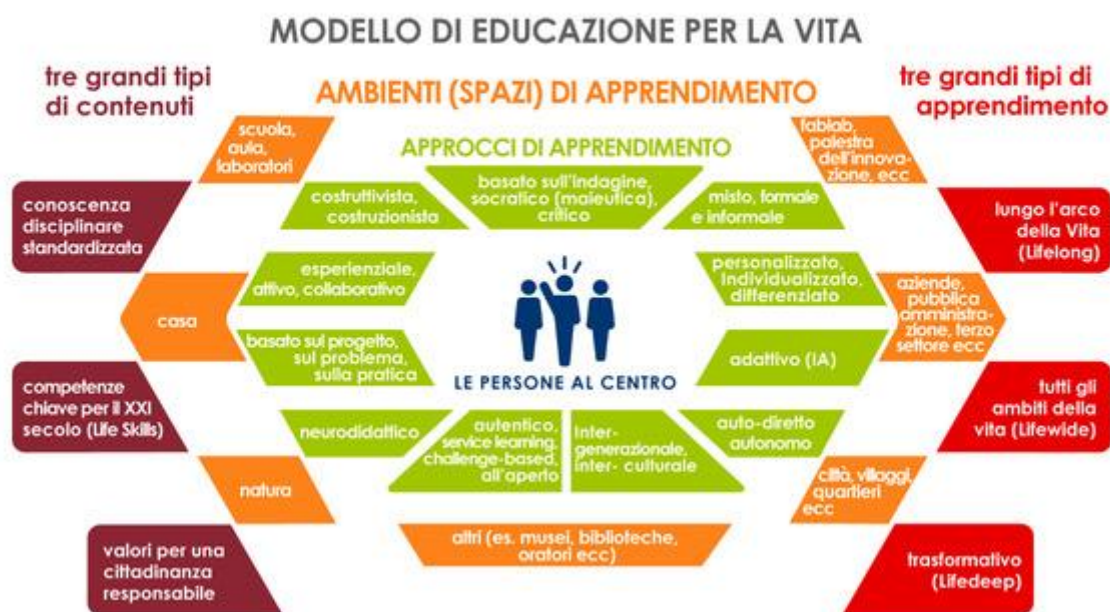 MODELLO DI EDUCAZIONE PER LA VITA
tre grandi tipi
di contenuti
AMBIENTI (SPAZI) DI APPRENDIMENTO
tre grandi tipi di
apprendimento
scuola,
aula,
laboratori
APPROCCI DI APPRENDIMENTO
fablab,
palestra
dell'innova-
zione, ecc
conoscenza
disciplinare
standardizzata
costruttivista,
costruzionista
basato sull'indagine,
socratico (maieutica),
critico
misto, formale
e informale
lungo l'arco
della Vita
(Lifelong)
esperienziale,
attivo, collaborativo
personalizzato,
Individualizzato,
differenziato
casa
aziende,
pubblica
amministra-
zione, terzo
settore ecc
basato sul progetto,
sul problema,
sulla pratica
LE PERSONE AL CENTRO
adattivo (IA)
competenze
chiave per il XXI
secolo (Life Skills)
tutti gli
ambiti della
vita (Lifewide)
neurodidattico
autentico,
service learning,
challenge-based,
all'aperto
Inter-
generazionale,
inter- culturale
auto-diretto
autonomo
natura
città, villaggi,
quartieri
ecc
altri (es. musei, biblioteche,
oratori ecc)
valori per una
cittadinanza
responsabile
trasformativo
(Lifedeep)